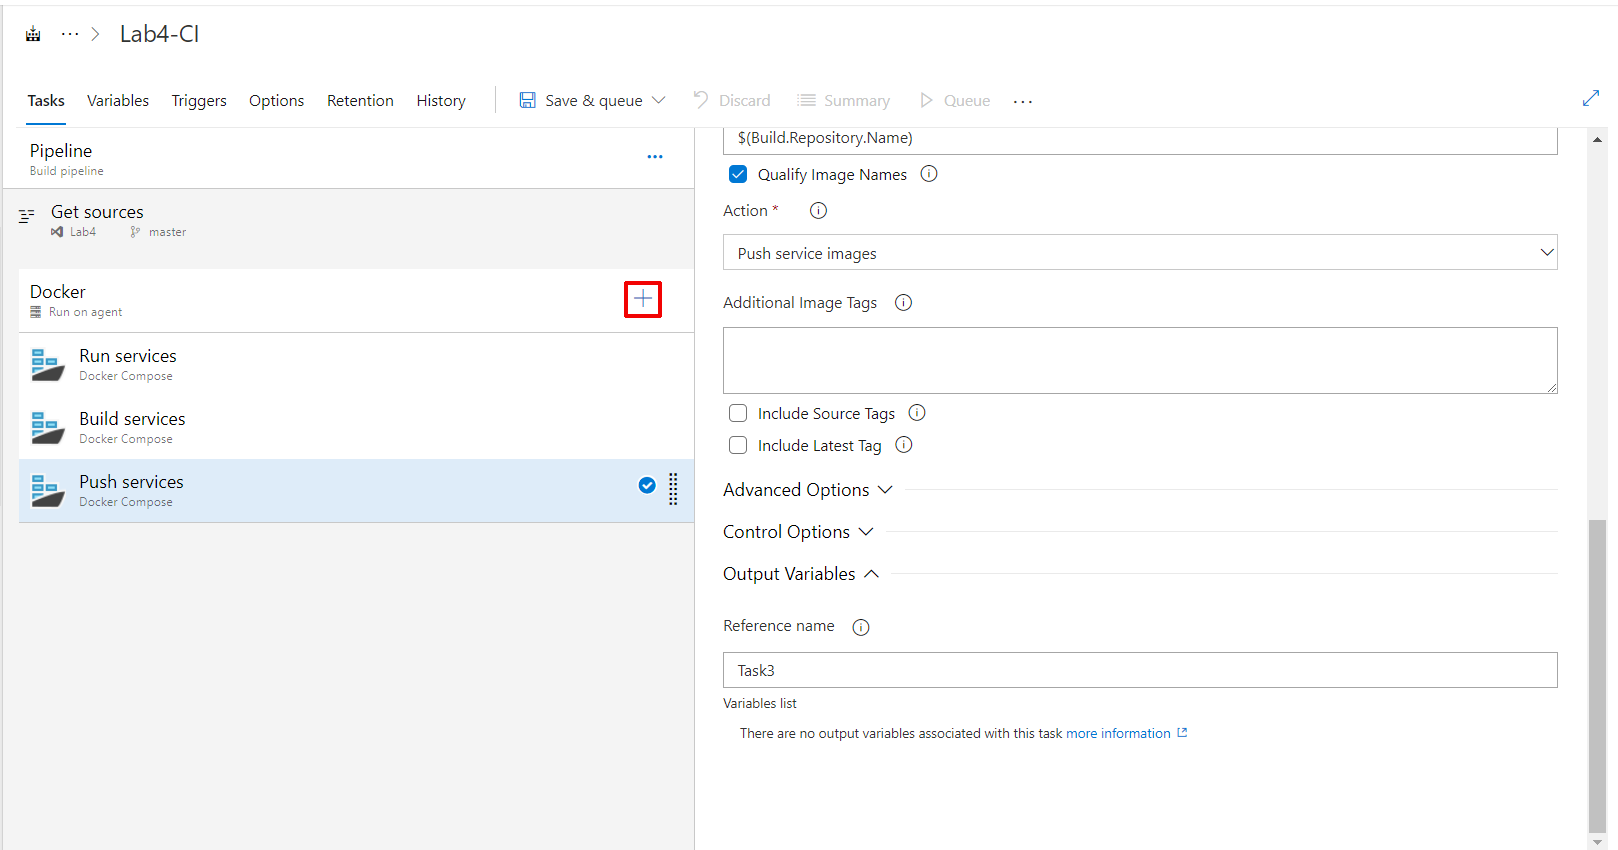 ··· > Lab4-CI
Tasks Variables Triggers Options Retention History Save & queue Discard Summary Queue ···
Pipeline
Build pipeline
Get sources
Lab4 master
Docker
Run on agent
Run services
Docker Compose
Build services
Docker Compose
Push services
Docker Compose
$(Build.Repository.Name)
Qualify Image Names
Action *
Push service images
Additional Image Tags
Include Source Tags
Include Latest Tag
Advanced Options
Control Options
Output Variables
Reference name
Task3
Variables list
There are no output variables associated with this task more information